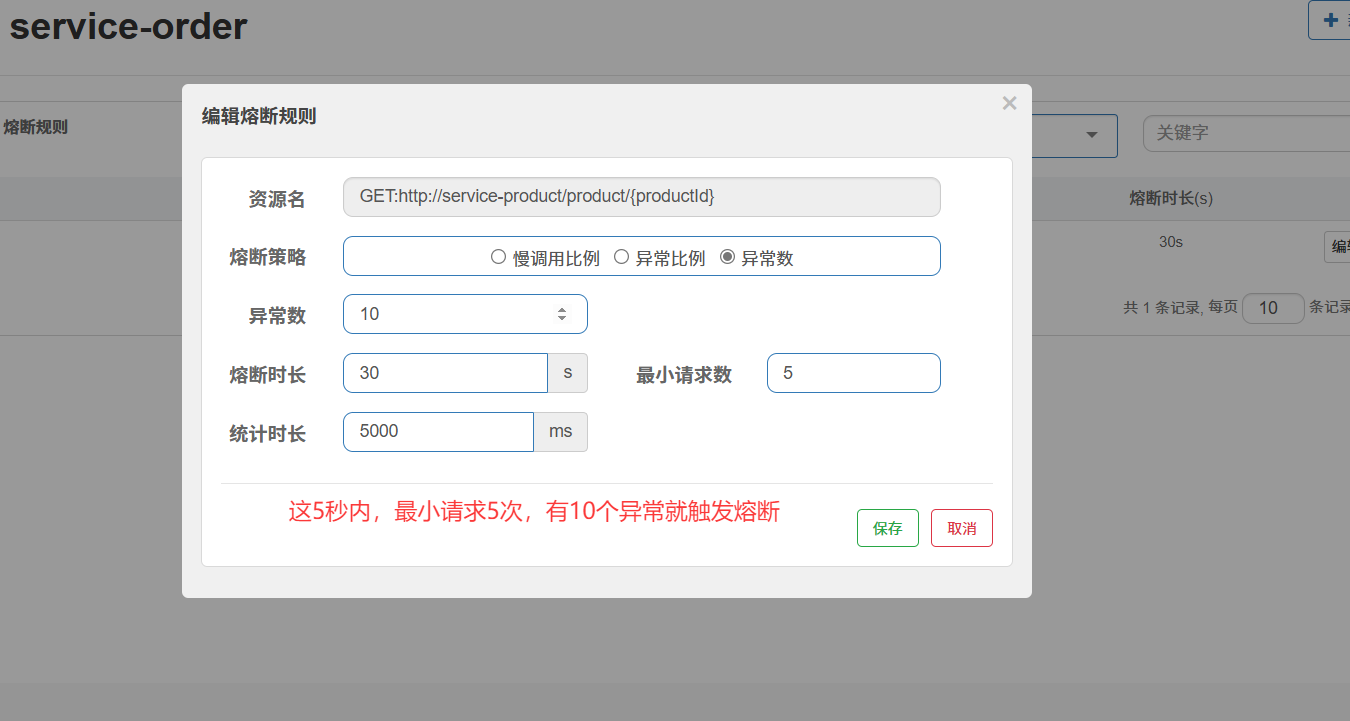 service-order
编辑熔断规则
熔断规则
关键字
资源名 GET:http://service-product/product/{productId}
熔断时长(s)
熔断策略 慢调用比例 异常比例 异常数
30s
异常数 10
共 1 条记录, 每页 10 条记录
熔断时长 30 s 最小请求数 5
统计时长 5000 ms
这5秒内，最小请求5次，有10个异常就触发熔断
保存 取消